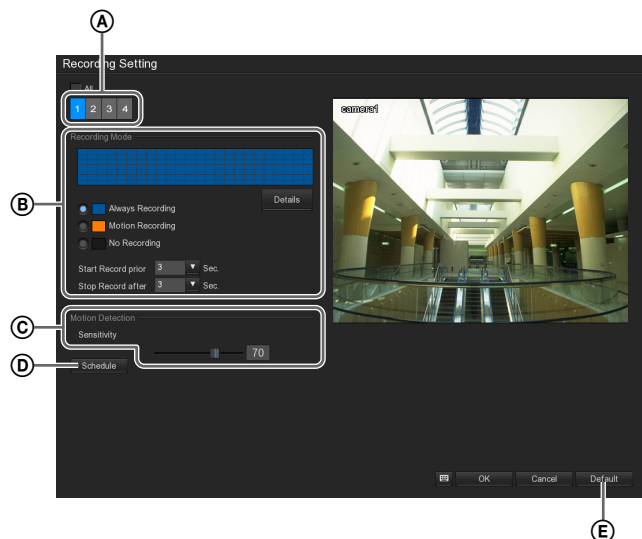 A
Recording Setting
All
1 2 3 4
camera1
Recording Mode
B
Details
Always Recording
Motion Recording
No Recording
Start Record prior 3 Sec.
Stop Record after 3 Sec.
C
Motion Detection
Sensitivity
70
D
Schedule
OK Cancel Default
E